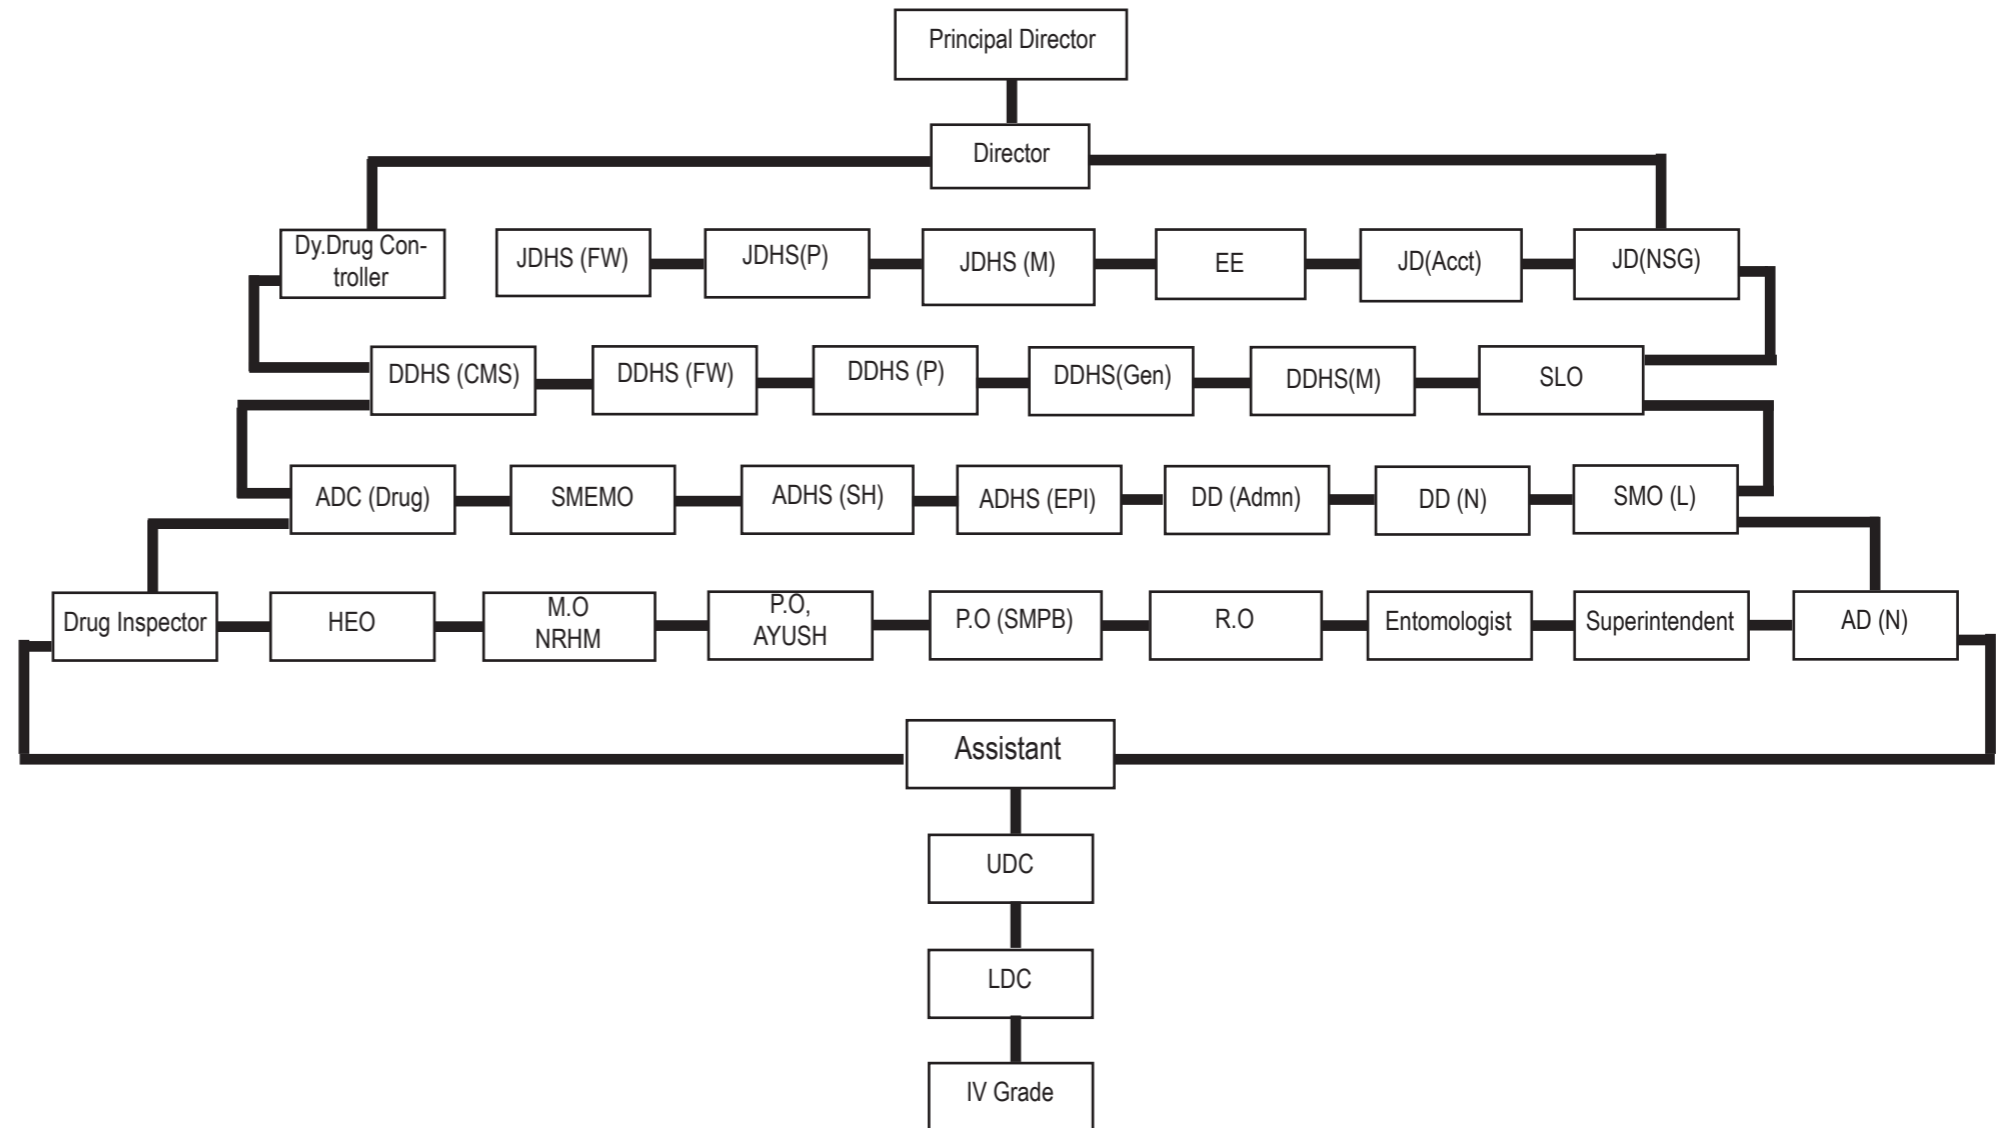 Principal Director
Director
Dy.Drug Con-
troller
JDHS (FW)
JDHS(P)
JDHS (M)
EE
JD(Acct)
JD(NSG)
DDHS (CMS)
DDHS (FW)
DDHS (P)
DDHS(Gen)
DDHS(M)
SLO
ADC (Drug)
SMEMO
ADHS (SH)
ADHS (EPI)
DD (Admn)
DD (N)
SMO (L)
Drug Inspector
HEO
M.O
NRHM
P.O,
AYUSH
P.O (SMPB)
R.O
Entomologist
Superintendent
AD (N)
Assistant
UDC
LDC
IV Grade